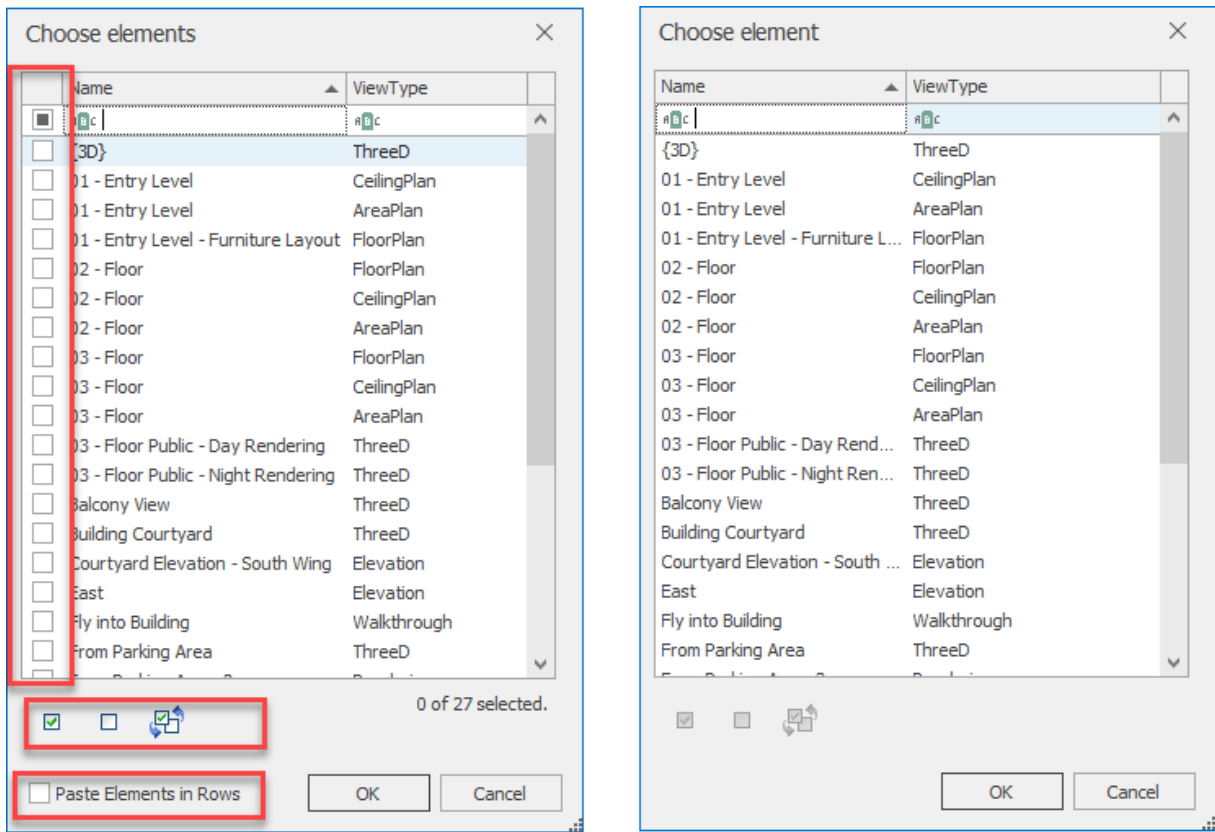 Choose elements
Name ViewType
ABC ABC
{3D} ThreeD
01 - Entry Level CeilingPlan
01 - Entry Level AreaPlan
01 - Entry Level - Furniture Layout FloorPlan
02 - Floor FloorPlan
02 - Floor CeilingPlan
02 - Floor AreaPlan
03 - Floor FloorPlan
03 - Floor CeilingPlan
03 - Floor AreaPlan
03 - Floor Public - Day Rendering ThreeD
03 - Floor Public - Night Rendering ThreeD
Balcony View ThreeD
Building Courtyard ThreeD
Courtyard Elevation - South Wing Elevation
East Elevation
Fly into Building Walkthrough
From Parking Area ThreeD
0 of 27 selected.
Paste Elements in Rows OK Cancel
Choose element
Name ViewType
ABC ABC
{3D} ThreeD
01 - Entry Level CeilingPlan
01 - Entry Level AreaPlan
01 - Entry Level - Furniture L... FloorPlan
02 - Floor FloorPlan
02 - Floor CeilingPlan
02 - Floor AreaPlan
03 - Floor FloorPlan
03 - Floor CeilingPlan
03 - Floor AreaPlan
03 - Floor Public - Day Rend... ThreeD
03 - Floor Public - Night Ren... ThreeD
Balcony View ThreeD
Building Courtyard ThreeD
Courtyard Elevation - South ... Elevation
East Elevation
Fly into Building Walkthrough
From Parking Area ThreeD
OK Cancel